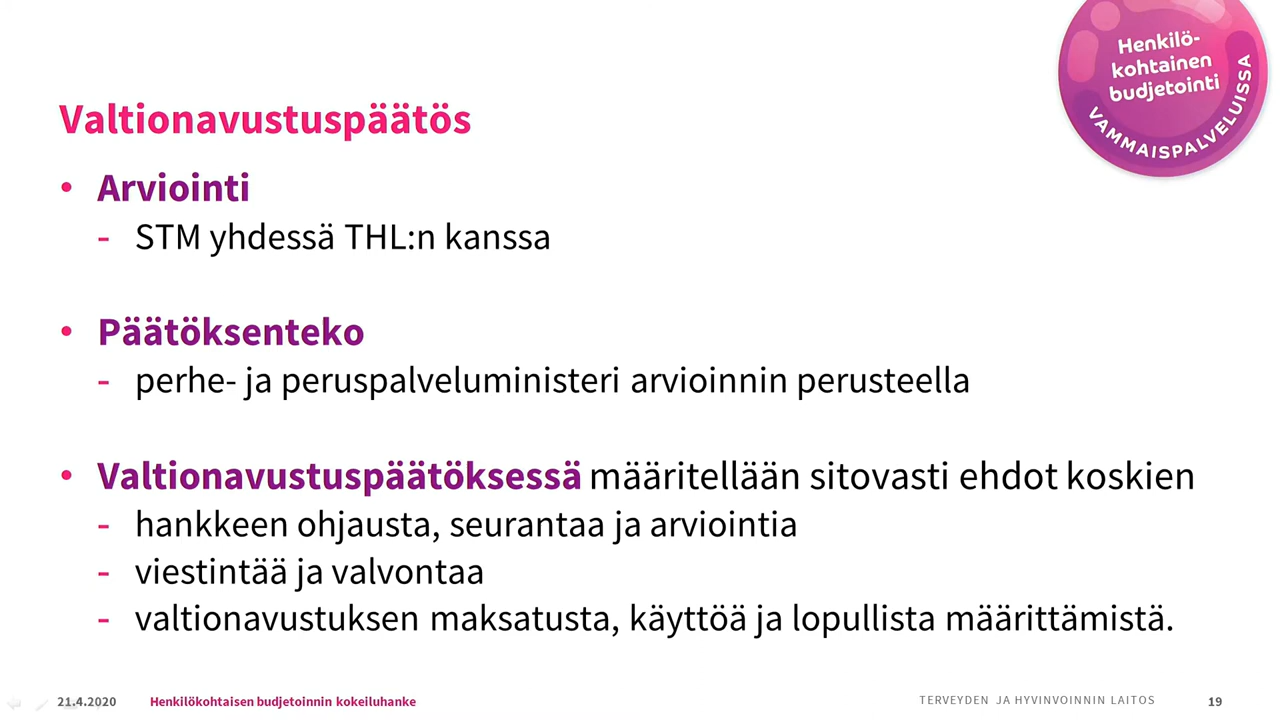 Henkilö-
kohtainen
budjetointi
VAMMAISPALVELUISSA
Valtionavustuspäätös
• Arviointi
- STM yhdessä THL:n kanssa
• Päätöksenteko
- perhe- ja peruspalveluministeri arvioinnin perusteella
• Valtionavustuspäätöksessä määritellään sitovasti ehdot koskien
- hankkeen ohjausta, seurantaa ja arviointia
- viestintää ja valvontaa
- valtionavustuksen maksatusta, käyttöä ja lopullista määrittämistä.
21.4.2020 Henkilökohtaisen budjetoinnin kokeiluhanke TERVEYDEN JA HYVINVOINNIN LAITOS 19